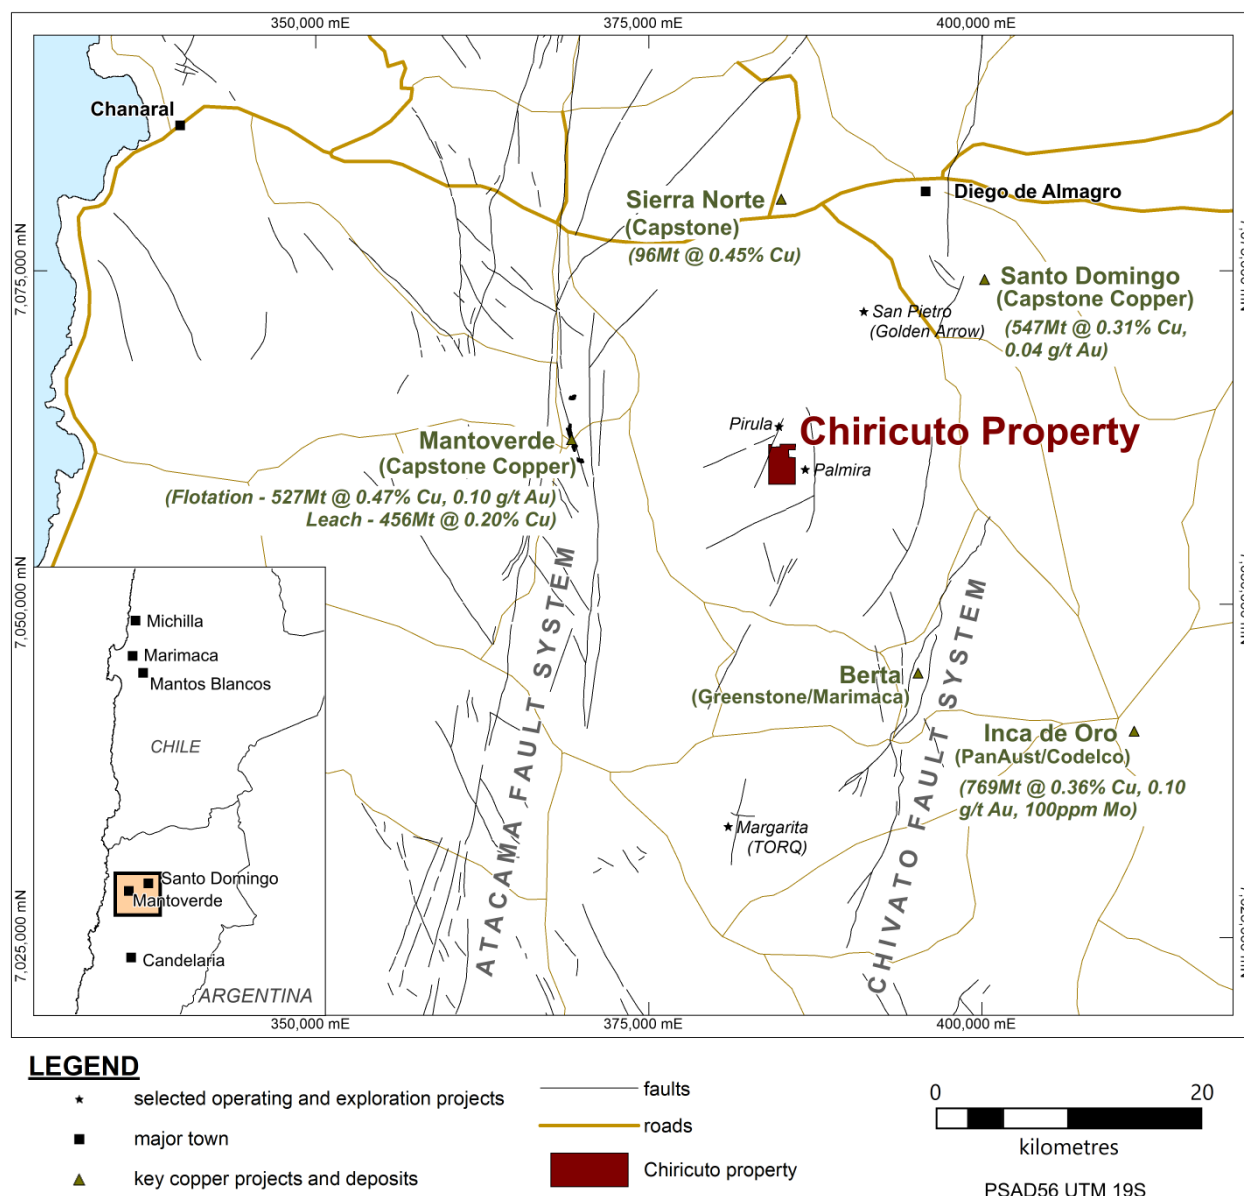 350,000 mE
375,000 mE
400,000 mE
Chanaral
Diego de Almagro
Sierra Norte
(Capstone)
(96Mt @ 0.45% Cu)
7,075,000 mN
7,075,000 mN
Santo Domingo
(Capstone Copper)
(547Mt @ 0.31% Cu,
0.04 g/t Au)
San Pietro
(Golden Arrow)
Pirula
Chiricuto Property
Palmira
Mantoverde
(Capstone Copper)
(Flotation - 527Mt @ 0.47% Cu, 0.10 g/t Au)
Leach - 456Mt @ 0.20% Cu)
ATACAMA FAULT SYSTEM
CHIVATO FAULT SYSTEM
7,050,000 mN
Michilla
Marimaca
Mantos Blancos
CHILE
Berta
(Greenstone/Marimaca)
Inca de Oro
(PanAust/Codelco)
(769Mt @ 0.36% Cu, 0.10
g/t Au, 100ppm Mo)
Margarita
(TORQ)
Santo Domingo
Mantoverde
Candelaria
ARGENTINA
7,025,000 mN
350,000 mE
375,000 mE
400,000 mE
LEGEND
selected operating and exploration projects
major town
key copper projects and deposits
faults
roads
Chiricuto property
0
20
kilometres
PSAD56 UTM 19S